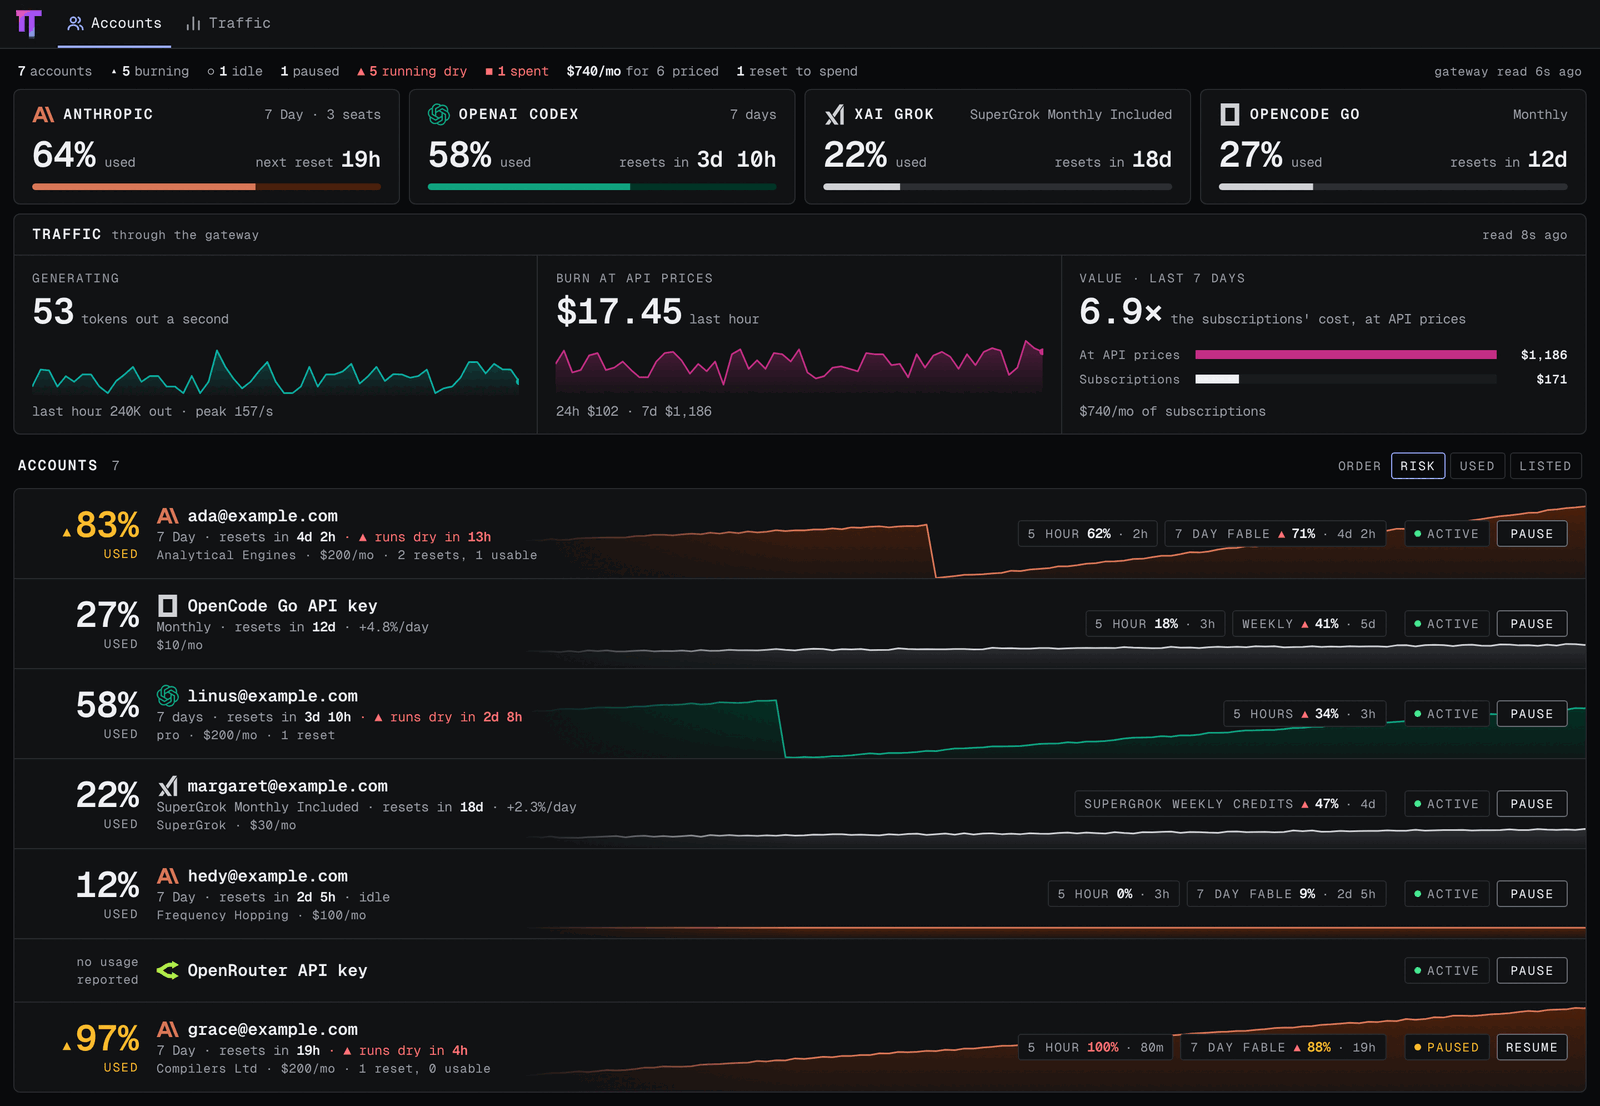 Accounts Traffic
7 accounts ▴ 5 burning ○ 1 idle 1 paused ▲ 5 running dry ■ 1 spent $740/mo for 6 priced 1 reset to spend gateway read 6s ago
ANTHROPIC 7 Day · 3 seats
64% used next reset 19h
OPENAI CODEX 7 days
58% used resets in 3d 10h
XAI GROK SuperGrok Monthly Included
22% used resets in 18d
OPENCODE GO Monthly
27% used resets in 12d
TRAFFIC through the gateway read 8s ago
GENERATING
53 tokens out a second
last hour 240K out · peak 157/s
BURN AT API PRICES
$17.45 last hour
24h $102 · 7d $1,186
VALUE · LAST 7 DAYS
6.9× the subscriptions' cost, at API prices
At API prices $1,186
Subscriptions $171
$740/mo of subscriptions
ACCOUNTS 7 ORDER RISK USED LISTED
▲83% USED
ada@example.com
7 Day · resets in 4d 2h · ▲ runs dry in 13h
Analytical Engines · $200/mo · 2 resets, 1 usable
5 HOUR 62% · 2h 7 DAY FABLE ▲ 71% · 4d 2h ACTIVE PAUSE
27% USED
OpenCode Go API key
Monthly · resets in 12d · +4.8%/day
$10/mo
5 HOUR 18% · 3h WEEKLY ▲ 41% · 5d ACTIVE PAUSE
58% USED
linus@example.com
7 days · resets in 3d 10h · ▲ runs dry in 2d 8h
pro · $200/mo · 1 reset
5 HOURS ▲ 34% · 3h ACTIVE PAUSE
22% USED
margaret@example.com
SuperGrok Monthly Included · resets in 18d · +2.3%/day
SuperGrok · $30/mo
SUPERGROK WEEKLY CREDITS ▲ 47% · 4d ACTIVE PAUSE
12% USED
hedy@example.com
7 Day · resets in 2d 5h · idle
Frequency Hopping · $100/mo
5 HOUR 0% · 3h 7 DAY FABLE 9% · 2d 5h ACTIVE PAUSE
no usage
reported
OpenRouter API key
ACTIVE PAUSE
▲97% USED
grace@example.com
7 Day · resets in 19h · ▲ runs dry in 4h
Compilers Ltd · $200/mo · 1 reset, 0 usable
5 HOUR 100% · 80m 7 DAY FABLE ▲ 88% · 19h PAUSED RESUME